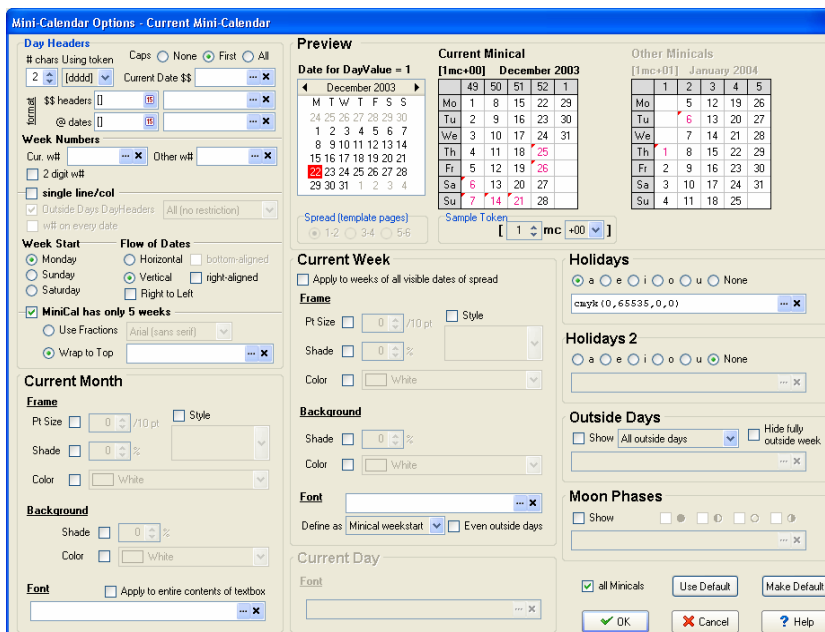 Mini-Calendar Options - Current Mini-Calendar
Day Headers
# chars Using token Caps None First All
2 [dddd] Current Date $$ ... x
format
$$ headers [] 15
@ dates [] 15
Week Numbers
Cur. w# ... x Other w# ... x
2 digit w#
single line/col
Outside Days DayHeaders All (no restriction)
w# on every date
Week Start Flow of Dates
Monday Horizontal bottom-aligned
Sunday Vertical right-aligned
Saturday Right to Left
MiniCal has only 5 weeks
Use Fractions Arial (sans serif)
Wrap to Top ... x
Current Month
Frame
Pt Size 0 /10 pt Style
Shade 0 %
Color White
Background
Shade 0 %
Color White
Font Apply to entire contents of textbox
... x
Preview
Date for DayValue = 1
December 2003
M T W T F S S
24 25 26 27 28 29 30
1 2 3 4 5 6 7
8 9 10 11 12 13 14
15 16 17 18 19 20 21
22 23 24 25 26 27 28
29 30 31 1 2 3 4
Current Minical
[1mc+00] December 2003
49 50 51 52 1
Mo 1 8 15 22 29
Tu 2 9 16 23 30
We 3 10 17 24 31
Th 4 11 18 25
Fr 5 12 19 26
Sa 6 13 20 27
Su 7 14 21 28
Other Minicals
[1mc+01] January 2004
1 2 3 4 5
Mo 5 12 19 26
Tu 6 13 20 27
We 7 14 21 28
Th 1 8 15 22 29
Fr 2 9 16 23 30
Sa 3 10 17 24 31
Su 4 11 18 25
Spread (template pages)
1-2 3-4 5-6
Sample Token
[ 1 mc +00 ]
Current Week
Apply to weeks of all visible dates of spread
Frame
Pt Size 0 /10 pt Style
Shade 0 %
Color White
Background
Shade 0 %
Color White
Font ... x
Define as Minical weekstart Even outside days
Current Day
Font
... x
Holidays
a e i o u None
cmyk(0,65535,0,0) ... x
Holidays 2
a e i o u None
... x
Outside Days
Show All outside days Hide fully
outside week
... x
Moon Phases
Show
... x
all Minicals Use Default Make Default
OK Cancel ? Help